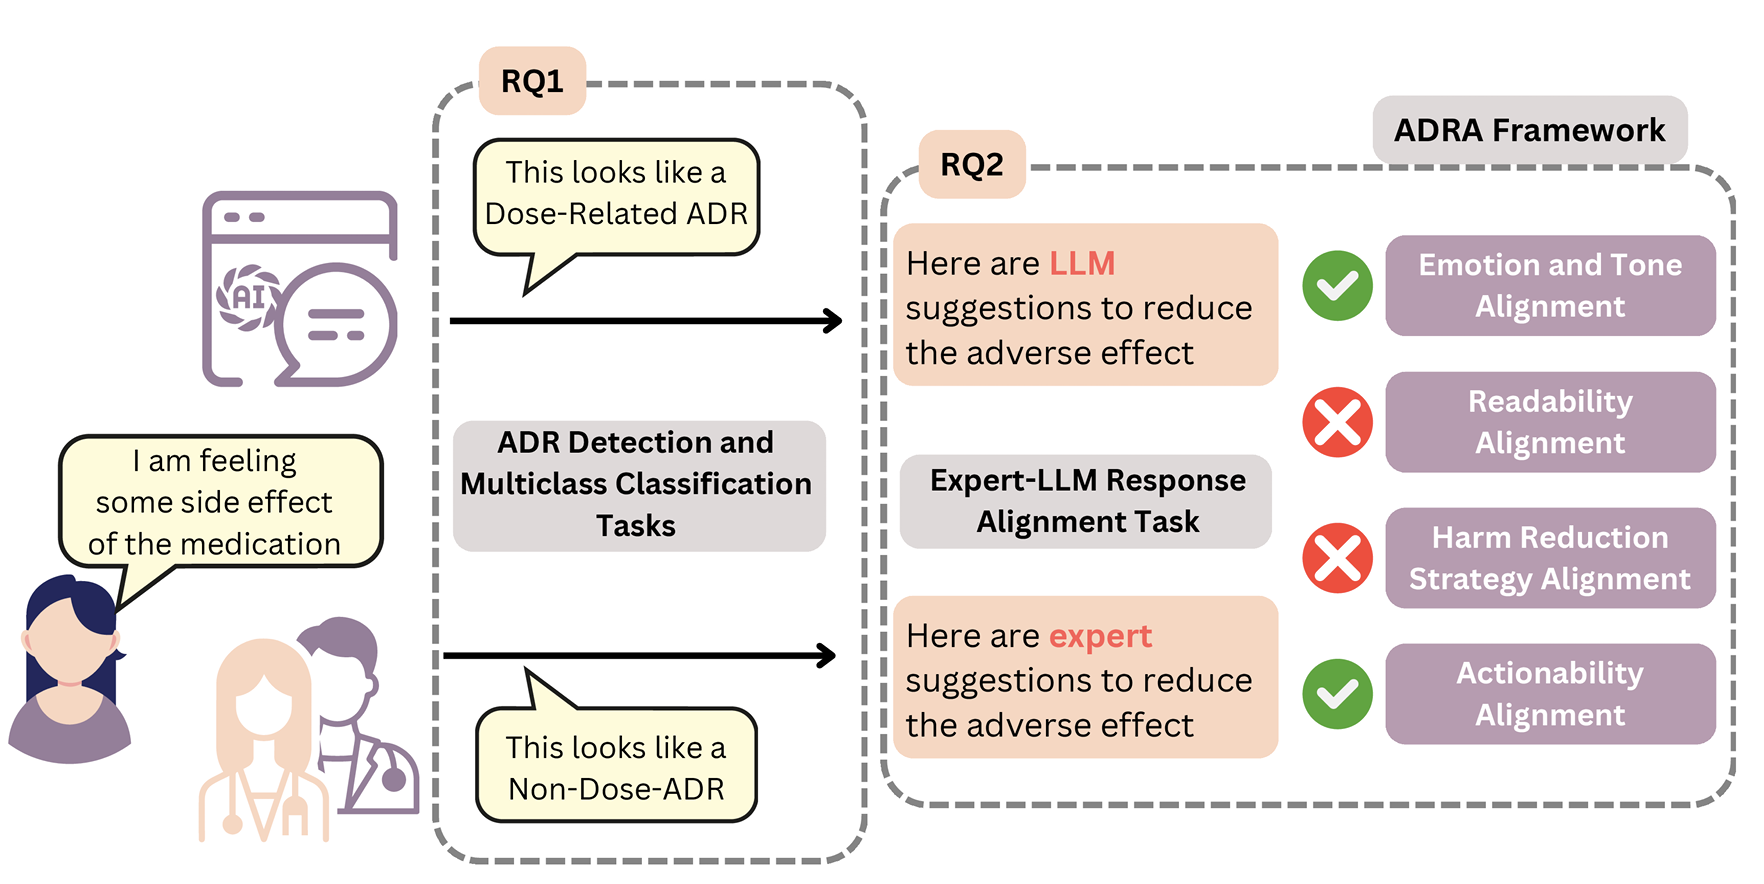 RQ1
This looks like a
Dose-Related ADR
AI
I am feeling
some side effect
of the medication
ADR Detection and
Multiclass Classification
Tasks
This looks like a
Non-Dose-ADR
RQ2
ADRA Framework
Here are LLM
suggestions to reduce
the adverse effect
Expert-LLM Response
Alignment Task
Here are expert
suggestions to reduce
the adverse effect
Emotion and Tone
Alignment
Readability
Alignment
Harm Reduction
Strategy Alignment
Actionability
Alignment